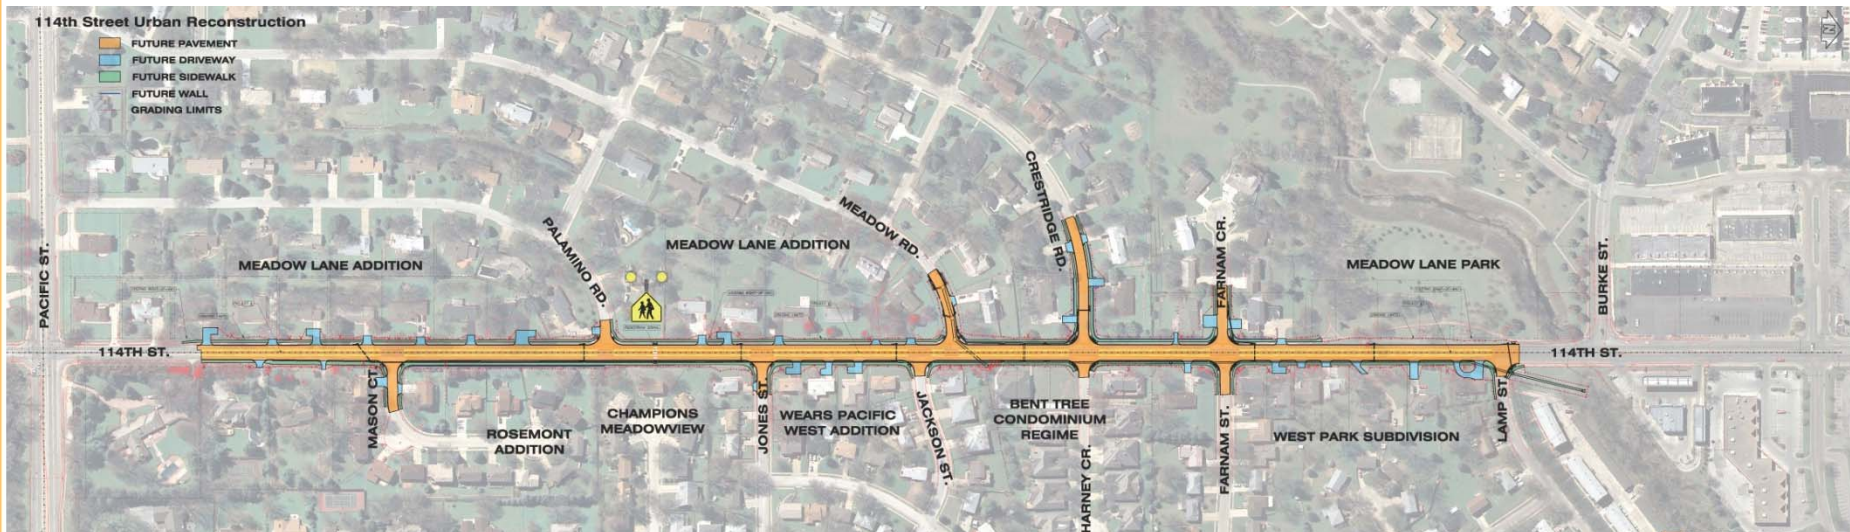 114th Street Urban Reconstruction
FUTURE PAVEMENT
FUTURE DRIVEWAY
FUTURE SIDEWALK
FUTURE WALL
GRADING LIMITS
PACIFIC ST.
114TH ST.
MEADOW LANE ADDITION
MASON CT.
ROSEMONT
ADDITION
PALAMINO RD.
MEADOW LANE ADDITION
CHAMPIONS
MEADOWVIEW
JONES ST.
WEARS PACIFIC
WEST ADDITION
MEADOW RD.
JACKSON ST.
CRESTRIDGE RD.
BENT TREE
CONDOMINIUM
REGIME
HARNEY CR.
FARNAM CR.
FARNAM ST.
MEADOW LANE PARK
WEST PARK SUBDIVISION
LAMP ST.
BURKE ST.
114TH ST.